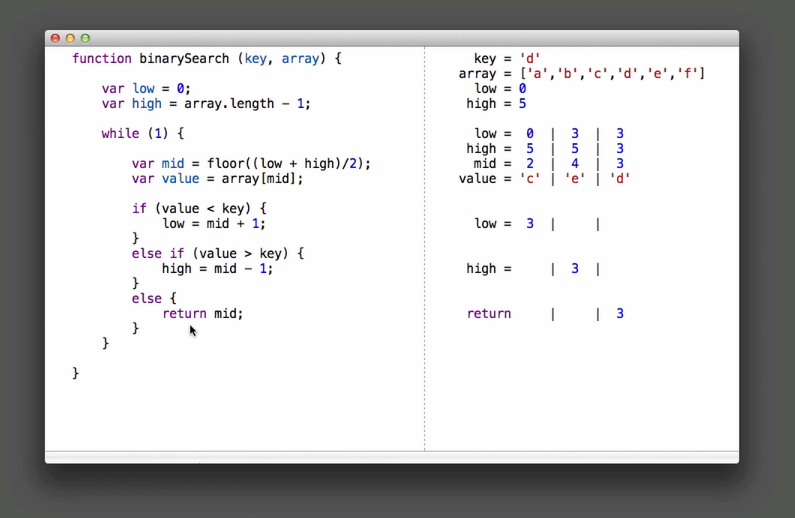 function binarySearch (key, array) {
var low = 0;
var high = array.length - 1;
while (1) {
var mid = floor((low + high)/2);
var value = array[mid];
if (value < key) {
low = mid + 1;
}
else if (value > key) {
high = mid - 1;
}
else {
return mid;
}
}
}
key = 'd'
array = ['a','b','c','d','e','f']
low = 0
high = 5
low = 0 | 3 | 3
high = 5 | 5 | 3
mid = 2 | 4 | 3
value = 'c' | 'e' | 'd'
low = 3 | |
high = | 3 |
return | | 3